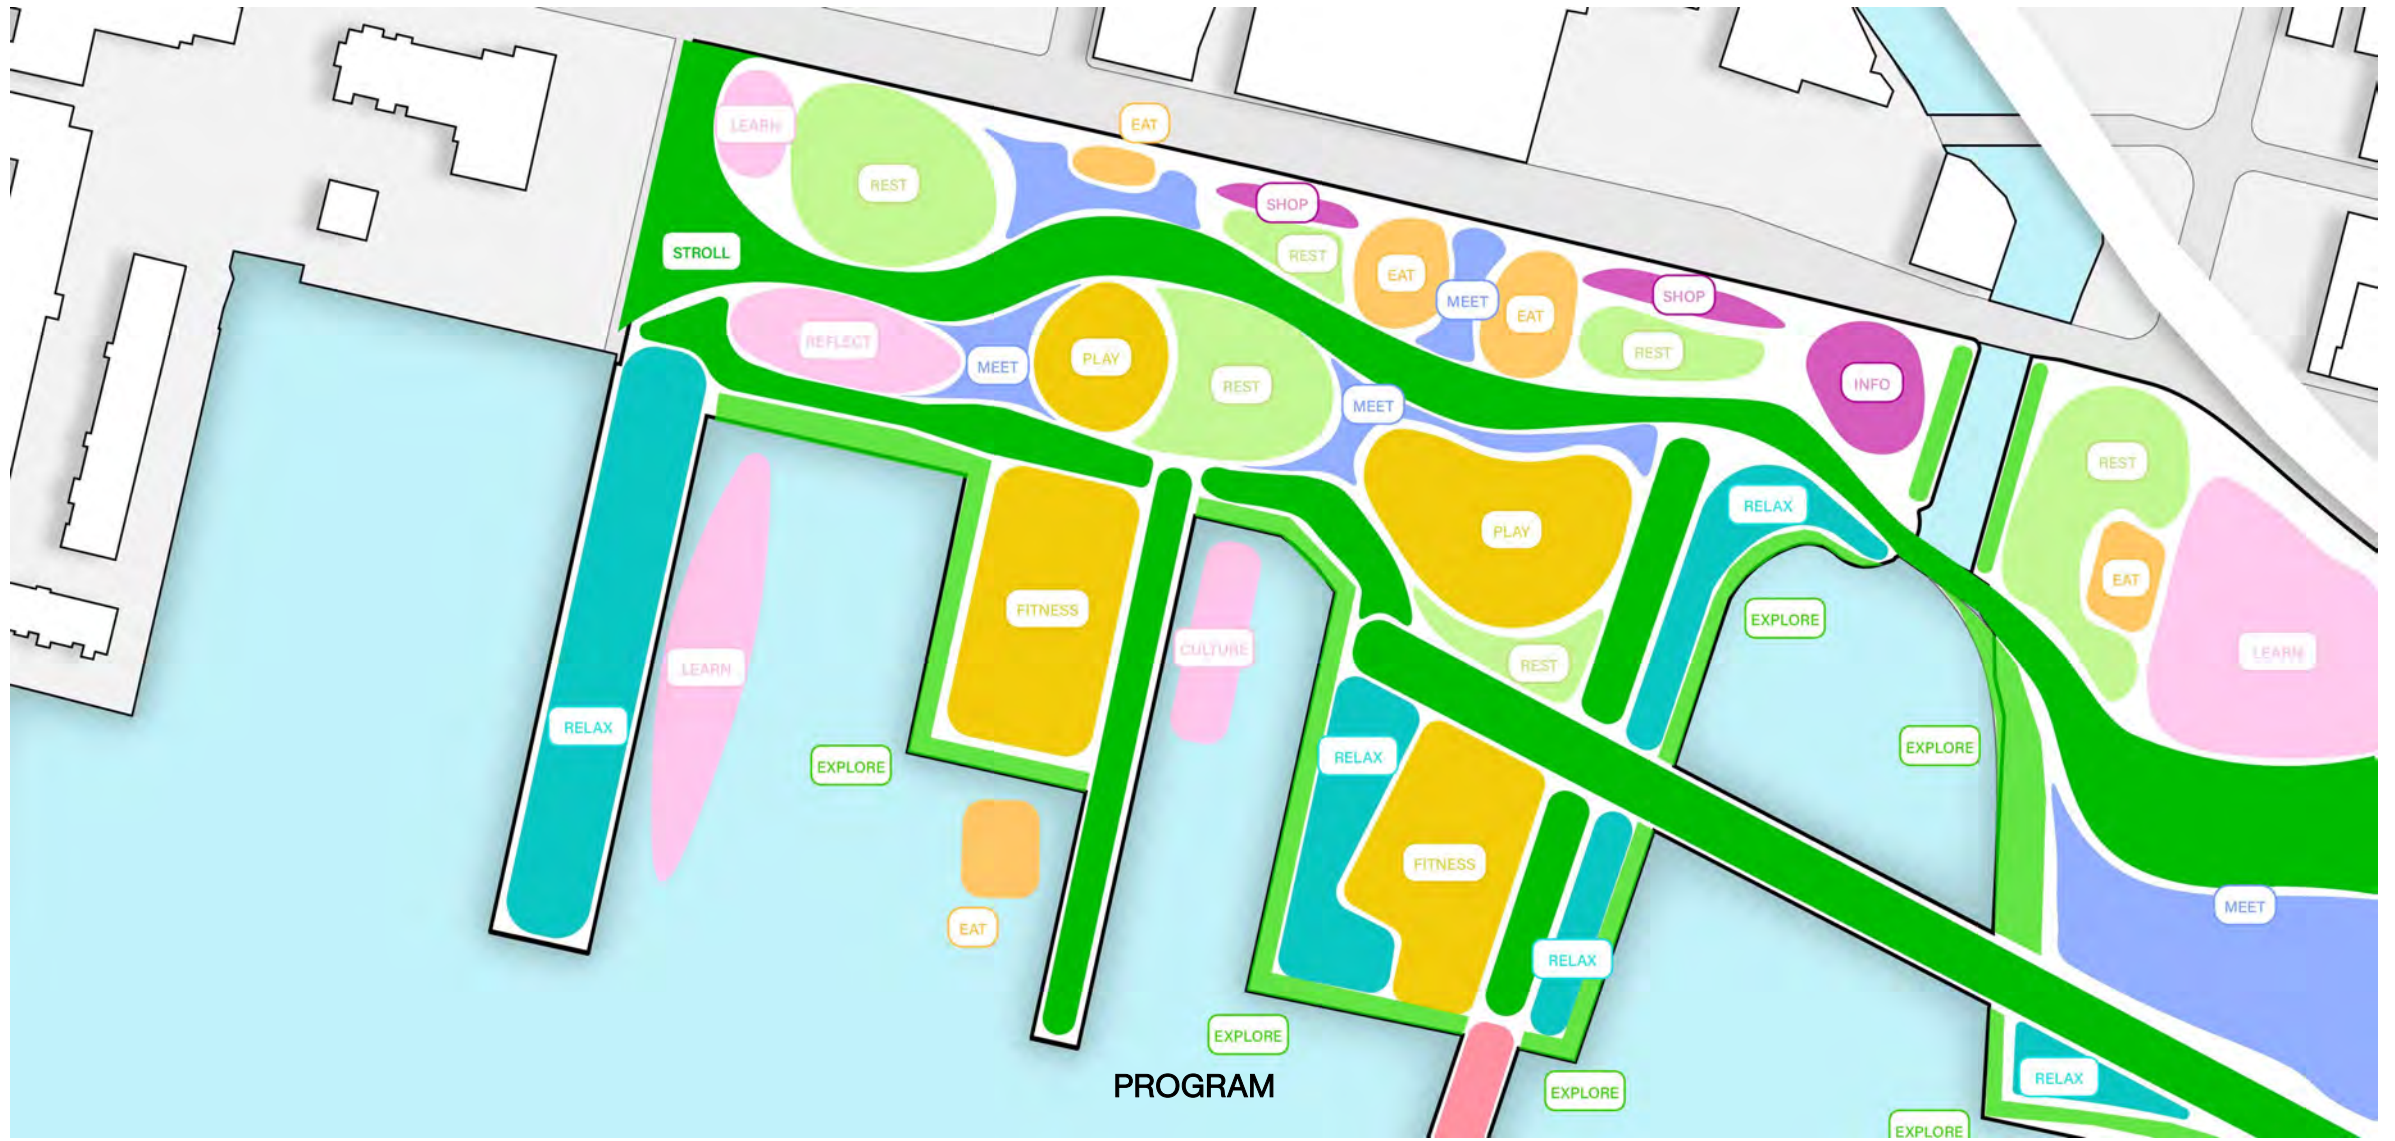 EAT
LEARN
REST
SHOP
STROLL
REST
EAT
MEET
SHOP
EAT
REFLECT
MEET
PLAY
REST
REST
INFO
MEET
REST
RELAX
PLAY
EAT
FITNESS
EXPLORE
CULTURE
LEARN
REST
LEARN
RELAX
EXPLORE
RELAX
EXPLORE
FITNESS
MEET
EAT
RELAX
EXPLORE
PROGRAM
EXPLORE
RELAX
EXPLORE